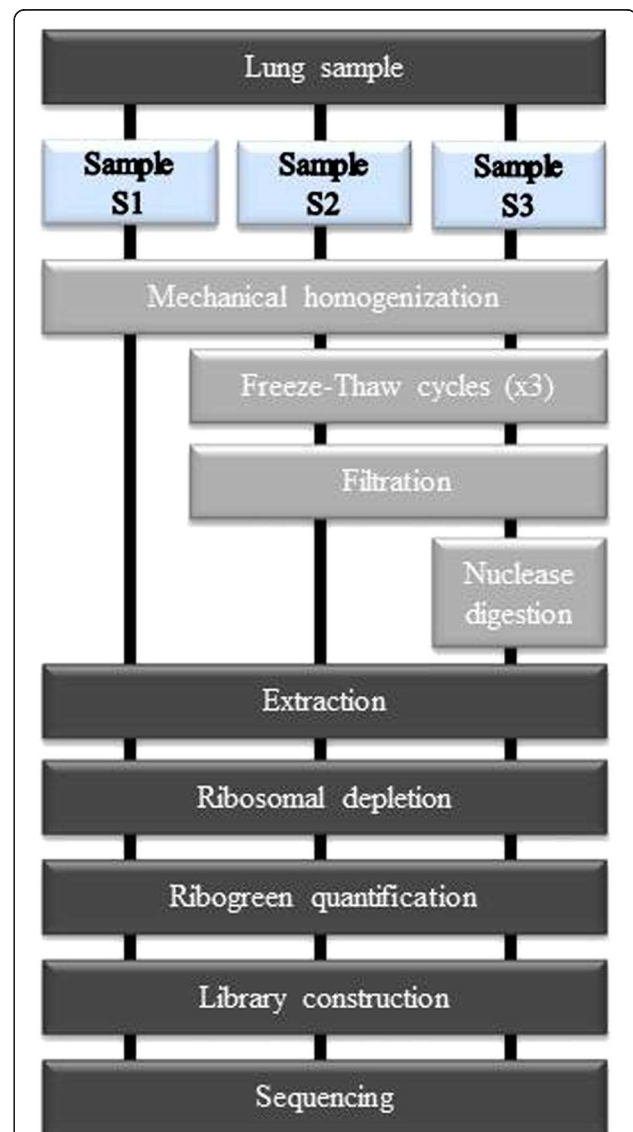 Lung sample
Sample
S1
Sample
S2
Sample
S3
Mechanical homogenization
Freeze-Thaw cycles (x3)
Filtration
Nuclease
digestion
Extraction
Ribosomal depletion
Ribogreen quantification
Library construction
Sequencing